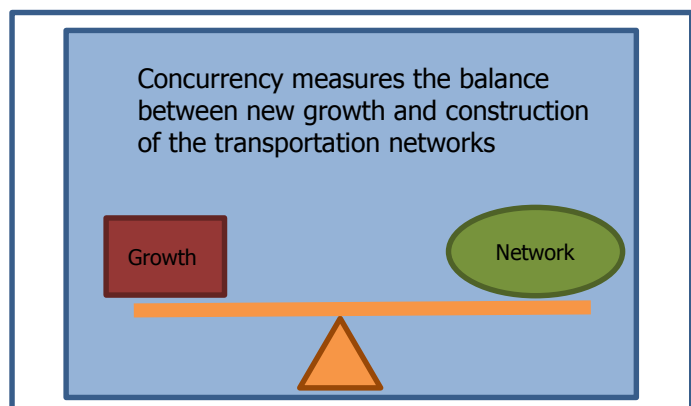 Concurrency measures the balance
between new growth and construction
of the transportation networks
Growth
Network